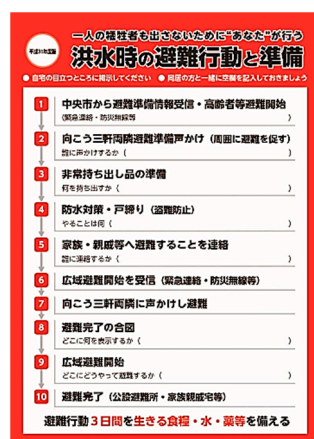 一人の犠牲者も出さないために“あなた”が行う
平成31年度版
洪水時の避難行動と準備
● 自宅の目立つところに掲示してください ● 同居の方と一緒に空欄を記入しておきましょう
1 中央市から避難準備情報受信・高齢者等避難開始
(緊急連絡・防災無線等 )
2 向こう三軒両隣避難準備声かけ (周囲に避難を促す)
誰に声かけするか ( )
3 非常持ち出し品の準備
何を持ち出すか ( )
4 防水対策・戸締り (盗難防止)
やることは何 ( )
5 家族・親戚等へ避難することを連絡
誰に連絡するか ( )
6 広域避難開始を受信 (緊急連絡・防災無線等)
7 向こう三軒両隣に声かけし避難
8 避難完了の合図
どこに何を表示するか ( )
9 広域避難開始
どこにどうやって避難するか ( )
10 避難完了 (公設避難所・家族親戚宅等)
避難行動3日間を生きる食糧・水・薬等を備える